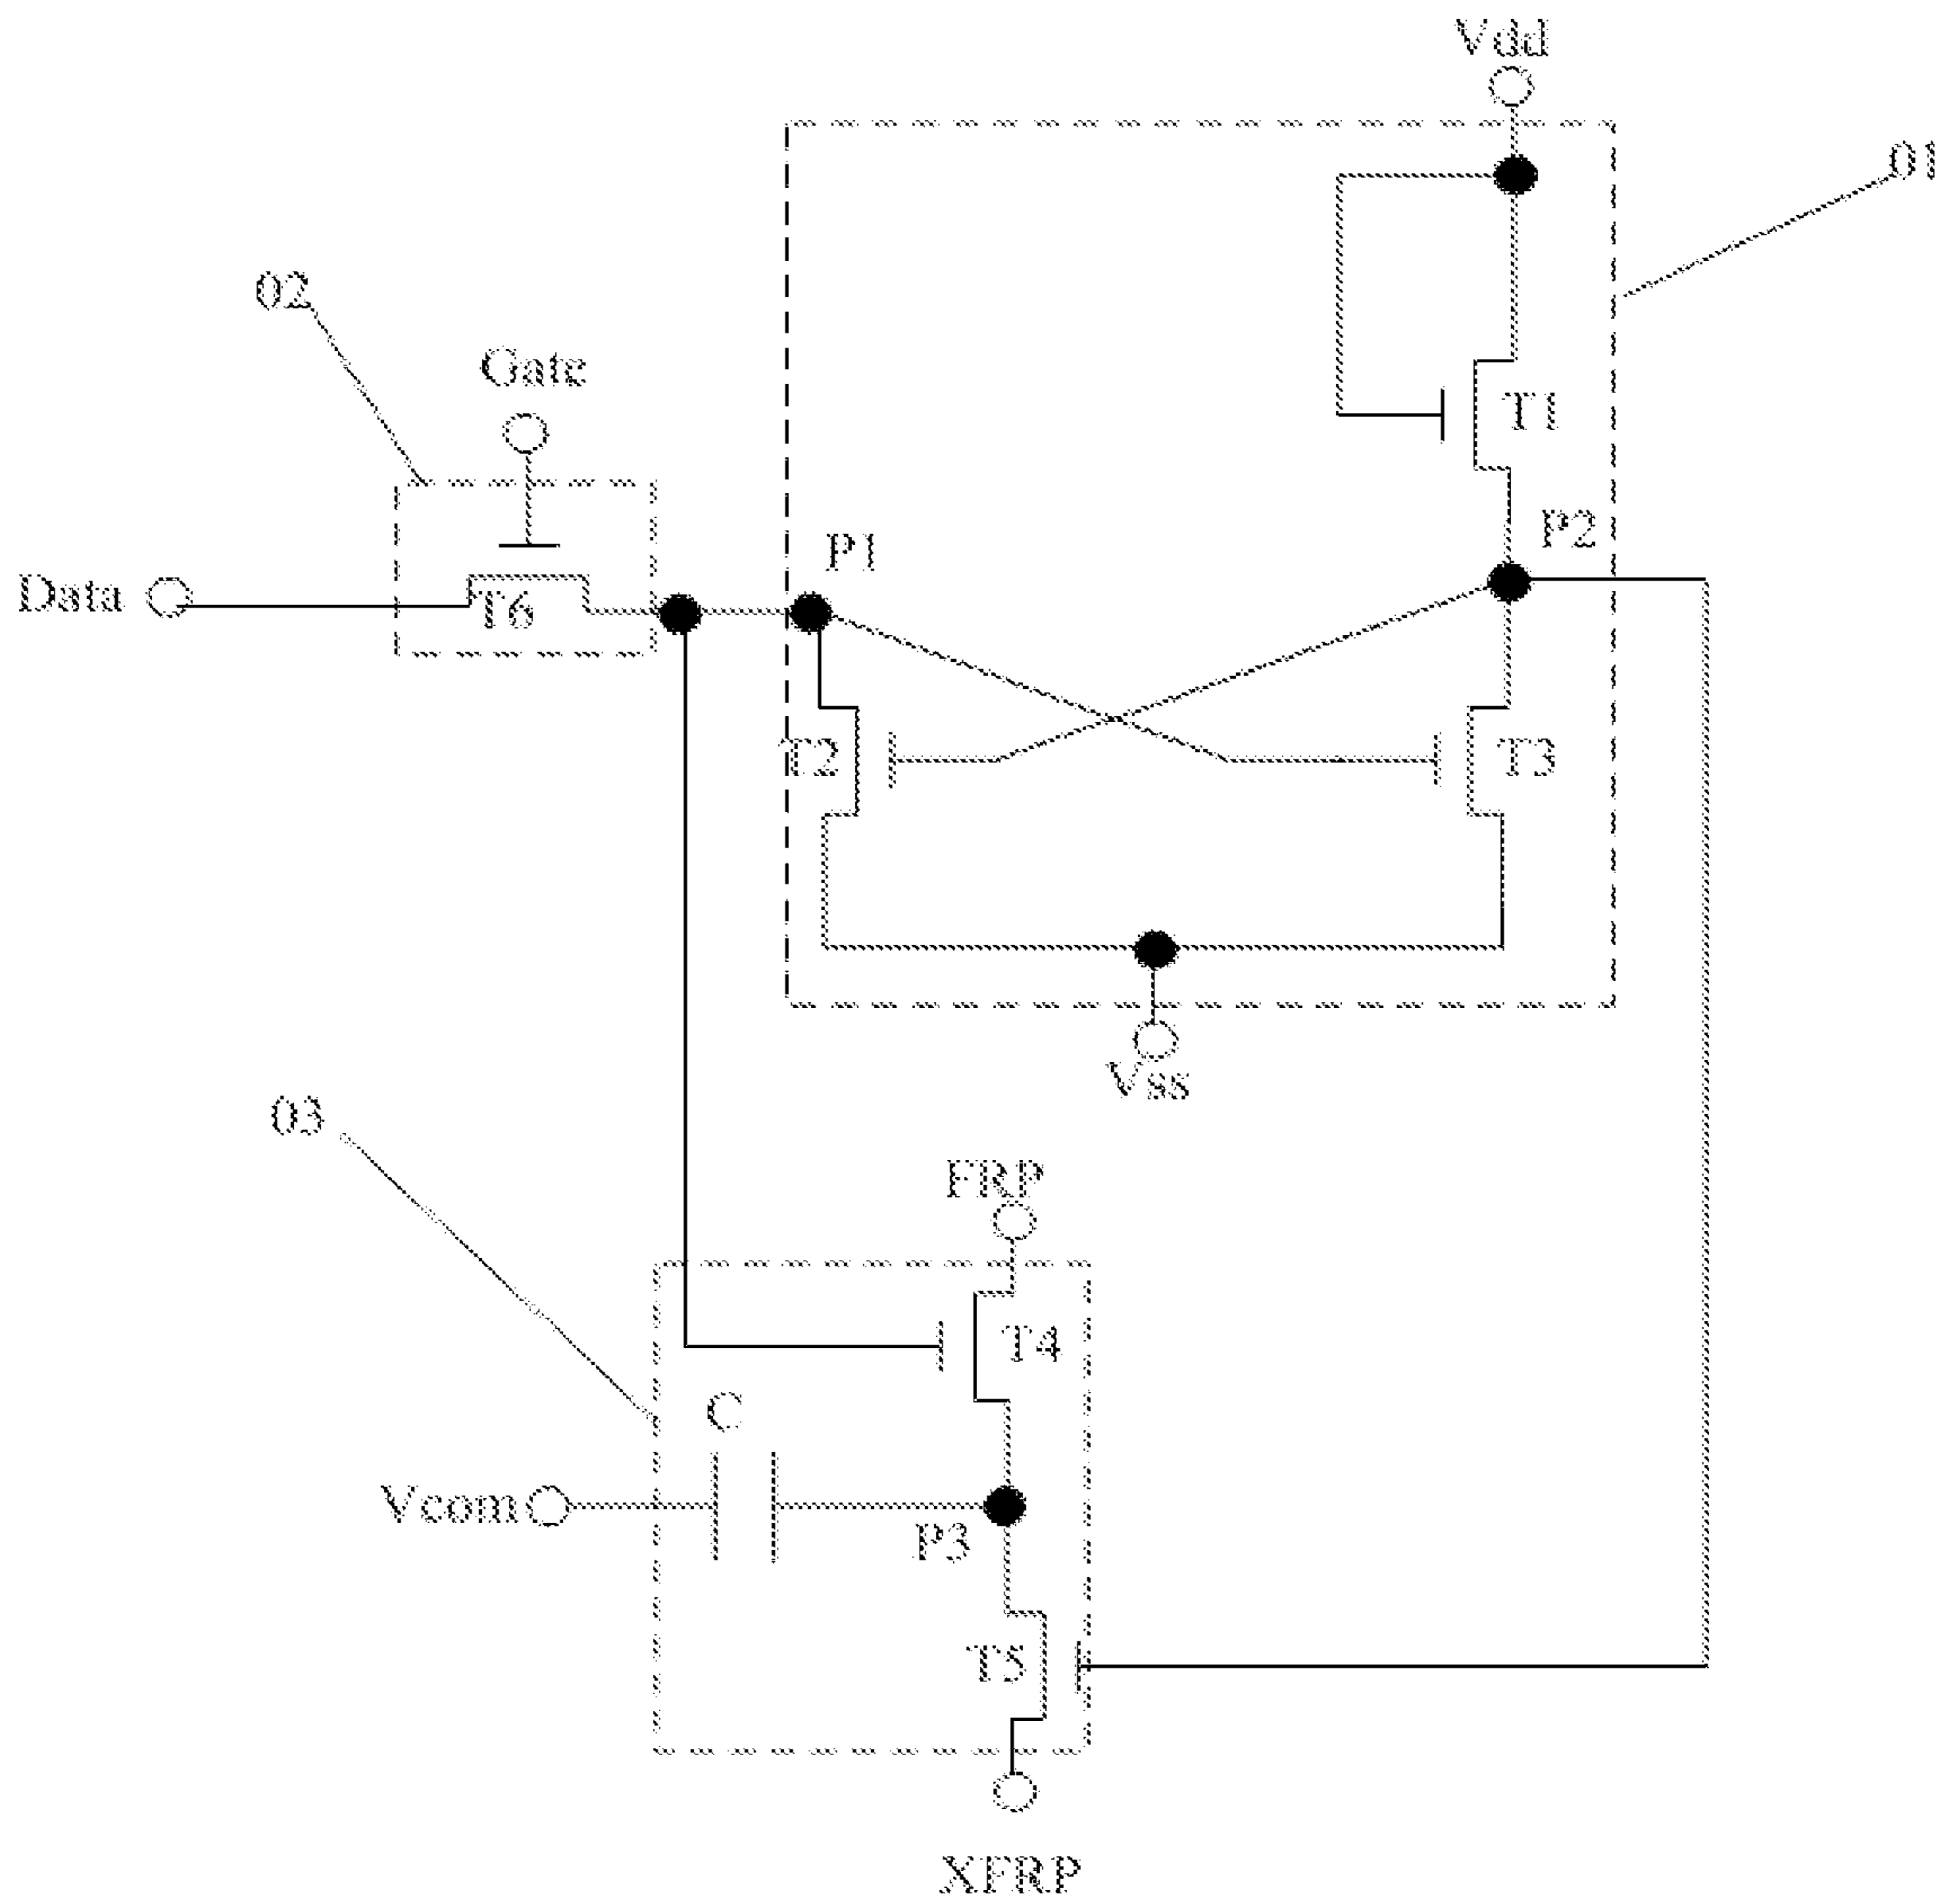 Vdd
01
02
Gate
T1
P2
P1
Data
T6
T2
T3
Vss
03
FRP
T4
C
Vcom
P3
T5
XFRP